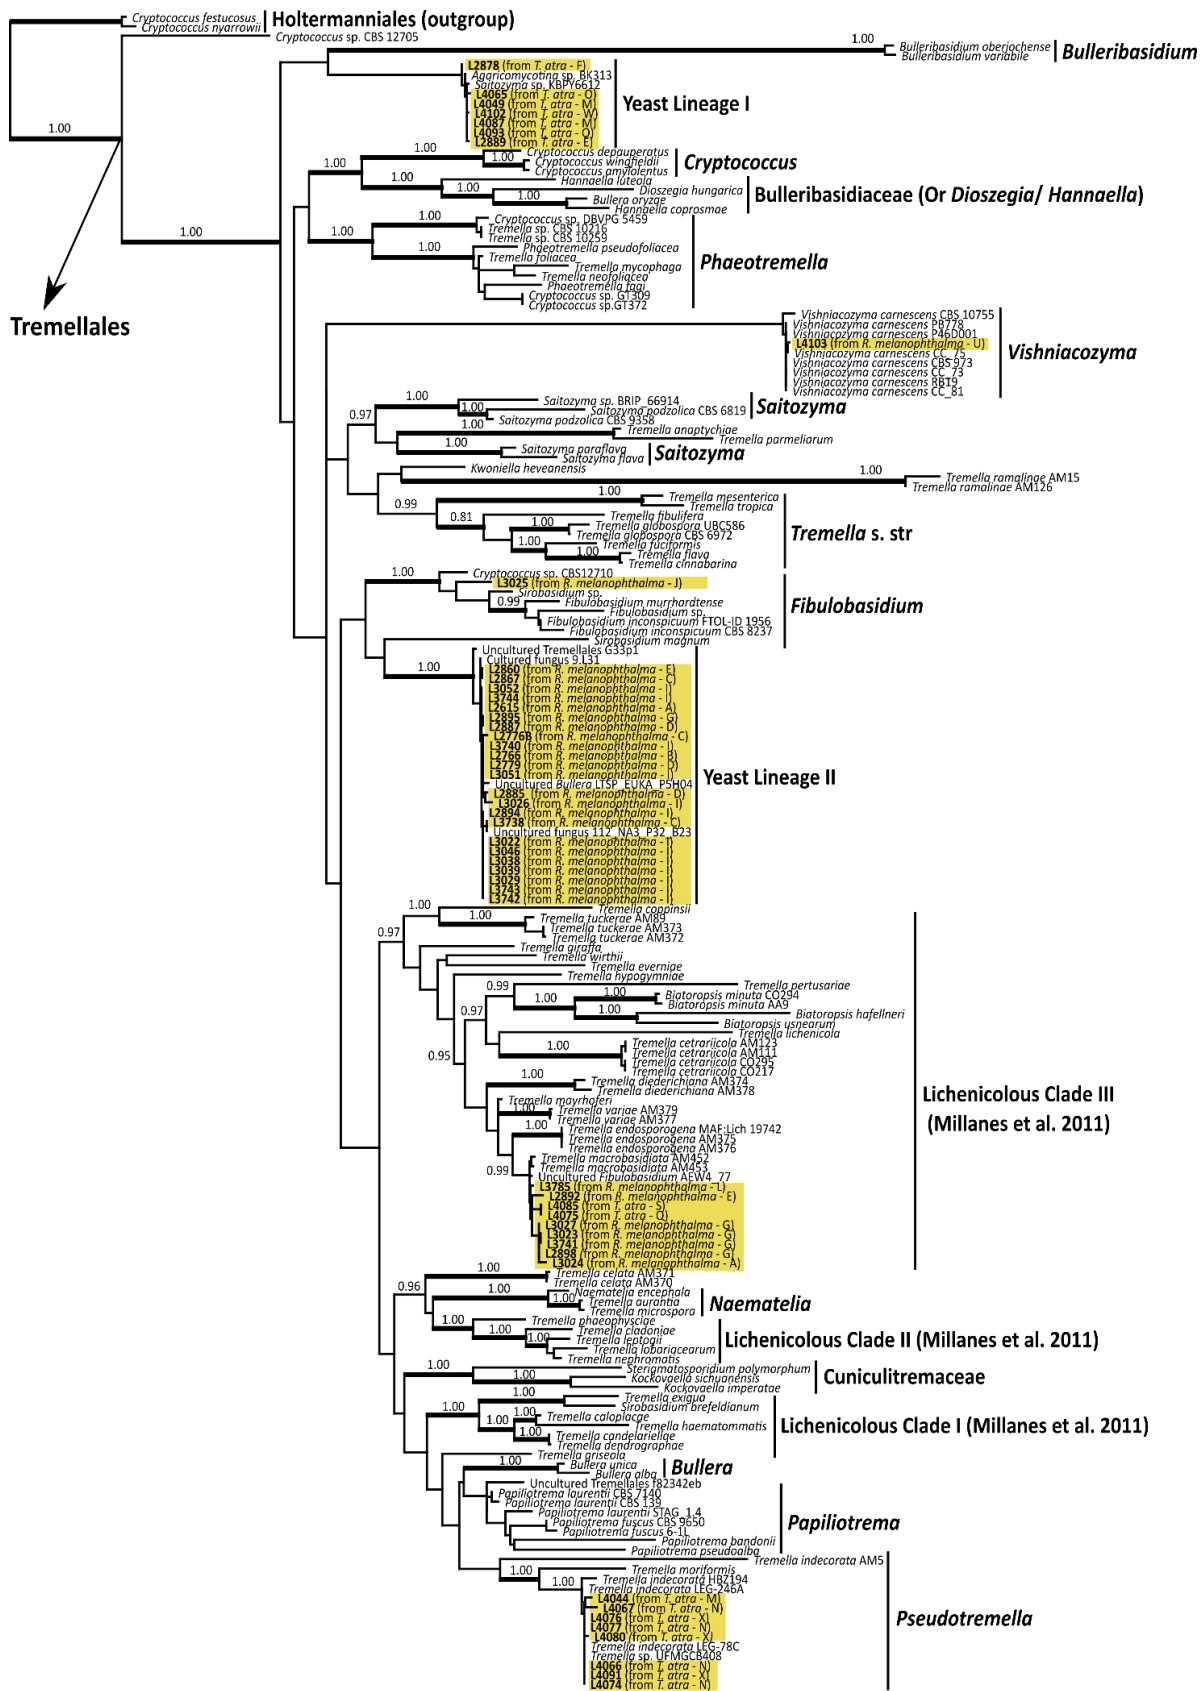 Cryptococcus festucosus
Cryptococcus nyarrowii
Holtermanniales (outgroup)
Cryptococcus sp. CBS 12705
1.00
Bulleribasidium oberjochense
Bulleribasidium variabile
Bulleribasidium
L2878 (from T. atra - F)
Agaricomycotina sp. BK313
Saitozyma sp. KBPY6612
L4065 (from T. atra - O)
L4049 (from T. atra - M)
L4102 (from T. atra - W)
L4087 (from T. atra - M)
L4093 (from T. atra - O)
L2889 (from T. atra - E)
Yeast Lineage I
1.00
1.00
Cryptococcus depauperatus
1.00
Cryptococcus wingfieldii
Cryptococcus amylolentus
Cryptococcus
1.00
1.00
Hannaella luteola
1.00
Dioszegia hungarica
1.00
Bullera oryzae
Hannaella coprosmae
Bulleribasidiaceae (Or Dioszegia/ Hannaella)
1.00
1.00
Cryptococcus sp. DBVPG 5459
Tremella sp. CBS 10216
Tremella sp. CBS 10259
1.00
Phaeotremella pseudofoliacea
Tremella foliacea
Tremella mycophaga
Tremella neofoliacea
Phaeotremella fagi
Cryptococcus sp. GT309
Cryptococcus sp.GT372
Phaeotremella
Tremellales
Vishniacozyma carnescens CBS 10755
Vishniacozyma carnescens PB778
Vishniacozyma carnescens P46D001
L4103 (from R. melanophthalma - U)
Vishniacozyma carnescens CC_75
Vishniacozyma carnescens CBS 973
Vishniacozyma carnescens CC_73
Vishniacozyma carnescens RB19
Vishniacozyma carnescens CC_81
Vishniacozyma
1.00
Saitozyma sp. BRIP_66914
1.00
Saitozyma podzolica CBS 6819
Saitozyma podzolica CBS 9358
Saitozyma
0.97
1.00
Tremella anaptychiae
Tremella parmeliarum
1.00
Saitozyma paraflava
Saitozyma flava
Saitozyma
Kwoniella heveanensis
1.00
Tremella ramalinae AM15
Tremella ramalinae AM126
0.99
1.00
Tremella mesenterica
Tremella tropica
0.81
Tremella fibulifera
1.00
Tremella globospora UBC586
Tremella globospora CBS 6972
1.00
Tremella fuciformis
1.00
Tremella flava
Tremella cinnabarina
Tremella s. str
1.00
Cryptococcus sp. CBS12710
L3025 (from R. melanophthalma - J)
Sirobasidium sp.
0.99
Fibulobasidium murrhardtense
Fibulobasidium sp.
Fibulobasidium inconspicuum FTOL-ID 1956
Fibulobasidium inconspicuum CBS 8237
Sirobasidium magnum
Fibulobasidium
1.00
Uncultured Tremellales G33p1
Cultured fungus 9.L31
L2860 (from R. melanophthalma - E)
L2867 (from R. melanophthalma - C)
L3052 (from R. melanophthalma - I)
L3744 (from R. melanophthalma - I)
L2615 (from R. melanophthalma - A)
L2895 (from R. melanophthalma - G)
L2887 (from R. melanophthalma - D)
L2776B (from R. melanophthalma - C)
L3740 (from R. melanophthalma - I)
L2766 (from R. melanophthalma - B)
L2779 (from R. melanophthalma - D)
L3051 (from R. melanophthalma - I)
Uncultured Bullera LTSP_EUKA_P5H04
L2885 (from R. melanophthalma - D)
L3026 (from R. melanophthalma - I)
L2894 (from R. melanophthalma - I)
L3738 (from R. melanophthalma - C)
Uncultured fungus 112_NA3_P32_B23
L3022 (from R. melanophthalma - I)
L3046 (from R. melanophthalma - I)
L3038 (from R. melanophthalma - I)
L3039 (from R. melanophthalma - I)
L3029 (from R. melanophthalma - I)
L3743 (from R. melanophthalma - I)
L3742 (from R. melanophthalma - I)
Yeast Lineage II
0.97
1.00
Tremella coppinsii
1.00
Tremella tuckerae AM89
Tremella tuckerae AM373
Tremella tuckerae AM372
Tremella giraffa
Tremella wirthii
Tremella everniae
Tremella hypogymniae
0.95
0.97
0.99
Tremella pertusariae
1.00
1.00
Biatoropsis minuta CO294
Biatoropsis minuta AA9
1.00
Biatoropsis hafellneri
Biatoropsis usnearum
Tremella lichenicola
1.00
Tremella cetrariicola AM123
Tremella cetrariicola AM111
Tremella cetrariicola CO295
Tremella cetrariicola CO217
1.00
Tremella diederichiana AM374
Tremella diederichiana AM378
Tremella mayrhoferi
1.00
Tremella variae AM379
Tremella variae AM377
1.00
Tremella endosporogena MAF:Lich 19742
Tremella endosporogena AM375
Tremella endosporogena AM376
0.99
Tremella macrobasidiata AM452
Tremella macrobasidiata AM453
Uncultured Fibulobasidium AEW4_77
L3785 (from R. melanophthalma - L)
L2892 (from R. melanophthalma - E)
L4085 (from T. atra - S)
L4075 (from T. atra - Q)
L3027 (from R. melanophthalma - G)
L3023 (from R. melanophthalma - G)
L3741 (from R. melanophthalma - G)
L2898 (from R. melanophthalma - G)
L3024 (from R. melanophthalma - A)
Lichenicolous Clade III
(Millanes et al. 2011)
0.96
1.00
Tremella celata AM371
Tremella celata AM370
1.00
Naematelia encephala
1.00
Tremella aurantia
Tremella microspora
Naematelia
1.00
Tremella phaeophysciae
1.00
Tremella cladoniae
1.00
Tremella leptogii
Tremella lobariacearum
Tremella nephromatis
Lichenicolous Clade II (Millanes et al. 2011)
1.00
Sterigmatosporidium polymorphum
1.00
Kockovaella sichuanensis
Kockovaella imperatae
Cuniculitremaceae
1.00
1.00
Tremella exigua
Sirobasidium brefeldianum
1.00
1.00
Tremella caloplacae
Tremella haematommatis
1.00
Tremella candelariellae
Tremella dendrographae
Lichenicolous Clade I (Millanes et al. 2011)
Tremella griseola
1.00
Bullera unica
Bullera alba
Bullera
Uncultured Tremellales f82342eb
Papiliotrema laurentii CBS 7140
Papiliotrema laurentii CBS 139
Papiliotrema laurentii STAG_1.4
Papiliotrema fuscus CBS 9650
Papiliotrema fuscus 6-1L
Papiliotrema bandonii
Papiliotrema pseudoalba
Papiliotrema
Tremella indecorata AM5
1.00
Tremella moriformis
1.00
Tremella indecorata HBZ194
Tremella indecorata LEG-246A
L4044 (from T. atra - M)
L4067 (from T. atra - N)
L4076 (from T. atra - X)
L4077 (from T. atra - N)
L4080 (from T. atra - X)
Tremella indecorata LEG-78C
Tremella sp. UFMGCB408
L4066 (from T. atra - N)
L4091 (from T. atra - X)
L4074 (from T. atra - N)
Pseudotremella